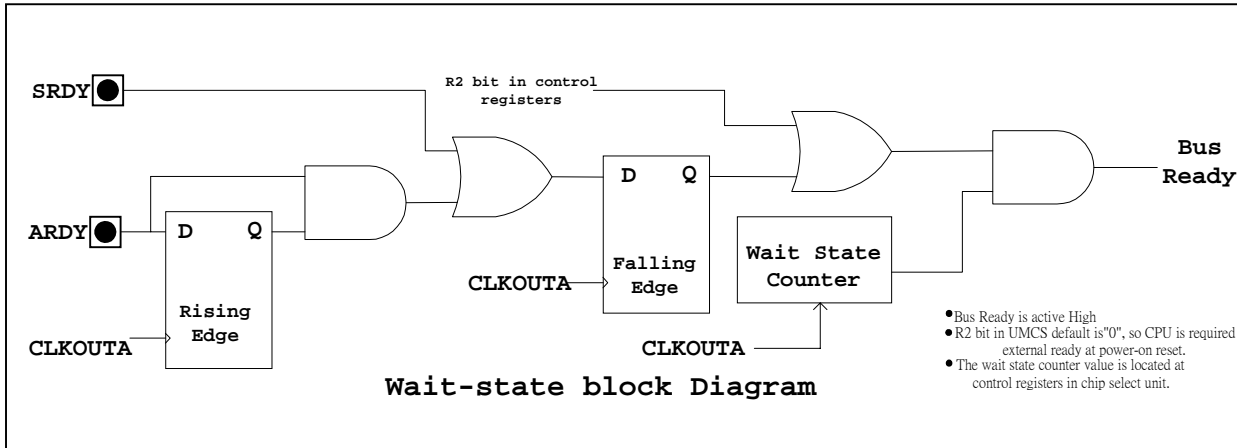 SRDY
R2 bit in control
registers
Bus
Ready
D Q
ARDY
D Q
Falling
Edge
Wait State
Counter
CLKOUTA
Rising
Edge
CLKOUTA
CLKOUTA
●Bus Ready is active High
●R2 bit in UMCS default is"0", so CPU is required
external ready at power-on reset.
●The wait state counter value is located at
control registers in chip select unit.
Wait-state block Diagram